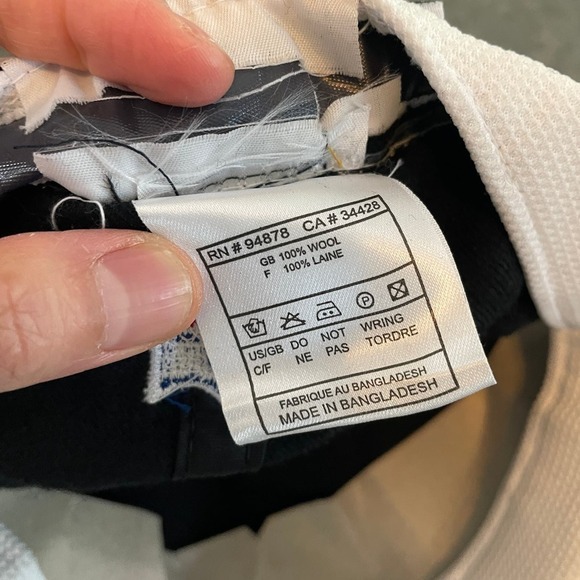 RN # 94878 CA # 34428
GB 100% WOOL
F 100% LAINE
P
US/GB DO NOT WRING
C/F NE PAS TORDRE
FABRIQUE AU BANGLADESH
MADE IN BANGLADESH